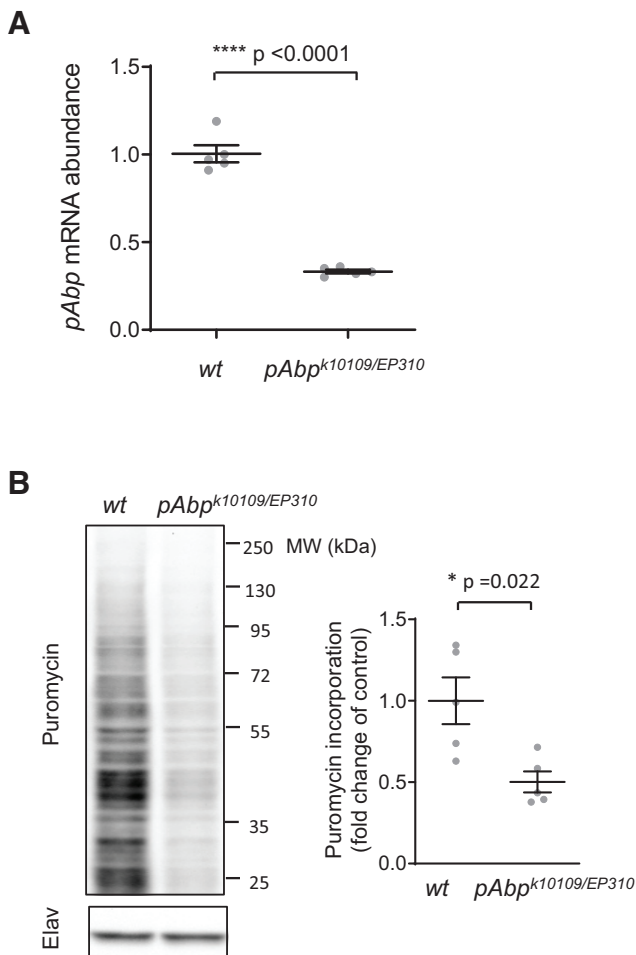 A
**** p <0.0001
1.5
1.0
0.5
0.0
pAbp mRNA abundance
wt pAbpk10109/EP310
B
wt pAbpk10109/EP310
Puromycin
250 MW (kDa)
130
95
72
55
35
25
Elav
* p =0.022
1.5
1.0
0.5
0.0
Puromycin incorporation
(fold change of control)
wt pAbpk10109/EP310